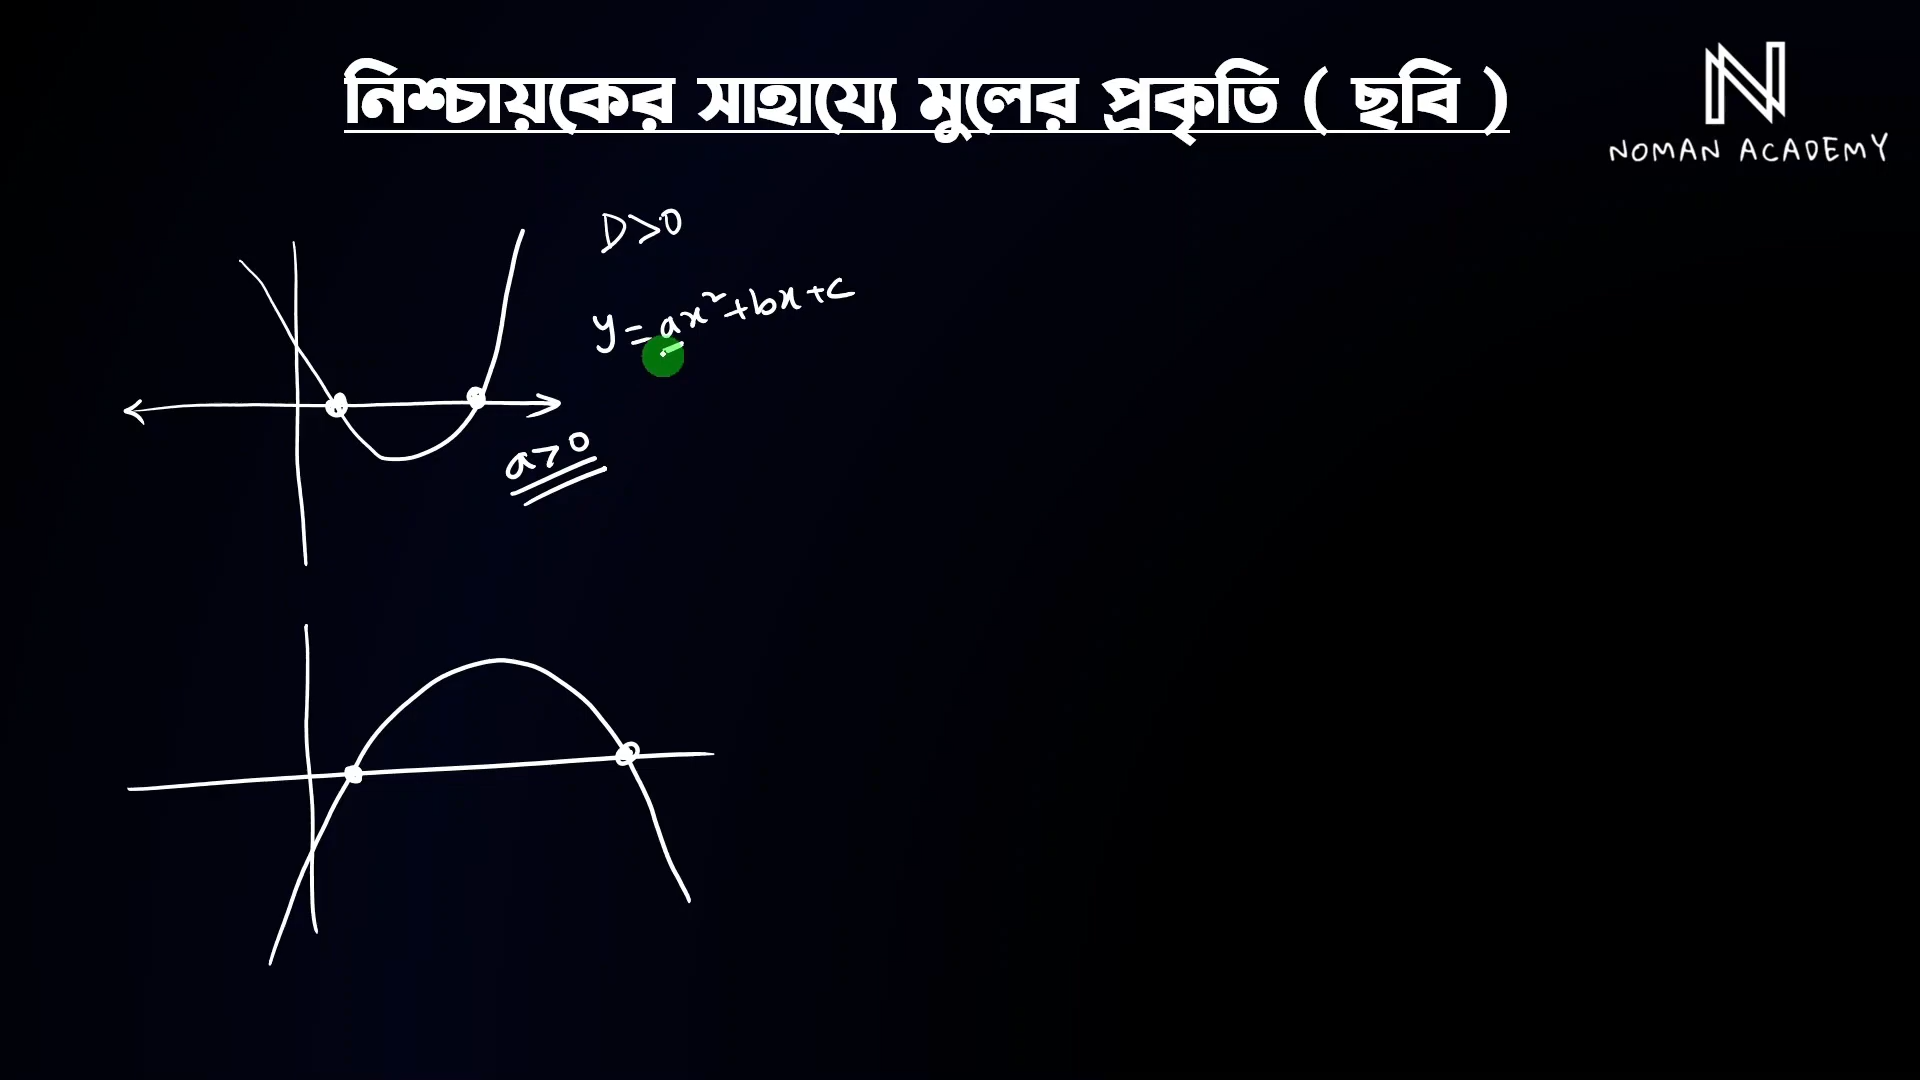 নিশ্চায়কের সাহায্যে মুলের প্রকৃতি ( ছবি )
NOMAN ACADEMY
D>0
y=ax²+bx+c
a>0